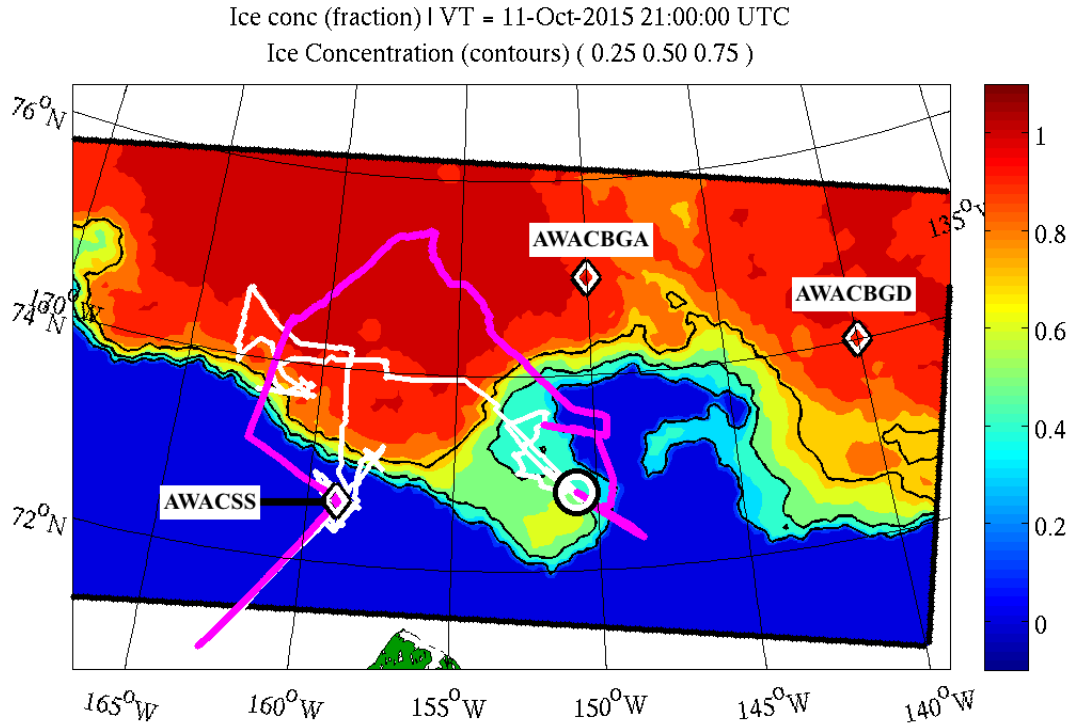 Ice conc (fraction) | VT = 11-Oct-2015 21:00:00 UTC
Ice Concentration (contours) ( 0.25 0.50 0.75 )
76°N
1
AWACBGA
135°W
0.8
AWACBGD
170°W
74°N
0.6
0.4
AWACSS
72°N
0.2
0
165°W
160°W
155°W
150°W
145°W
140°W